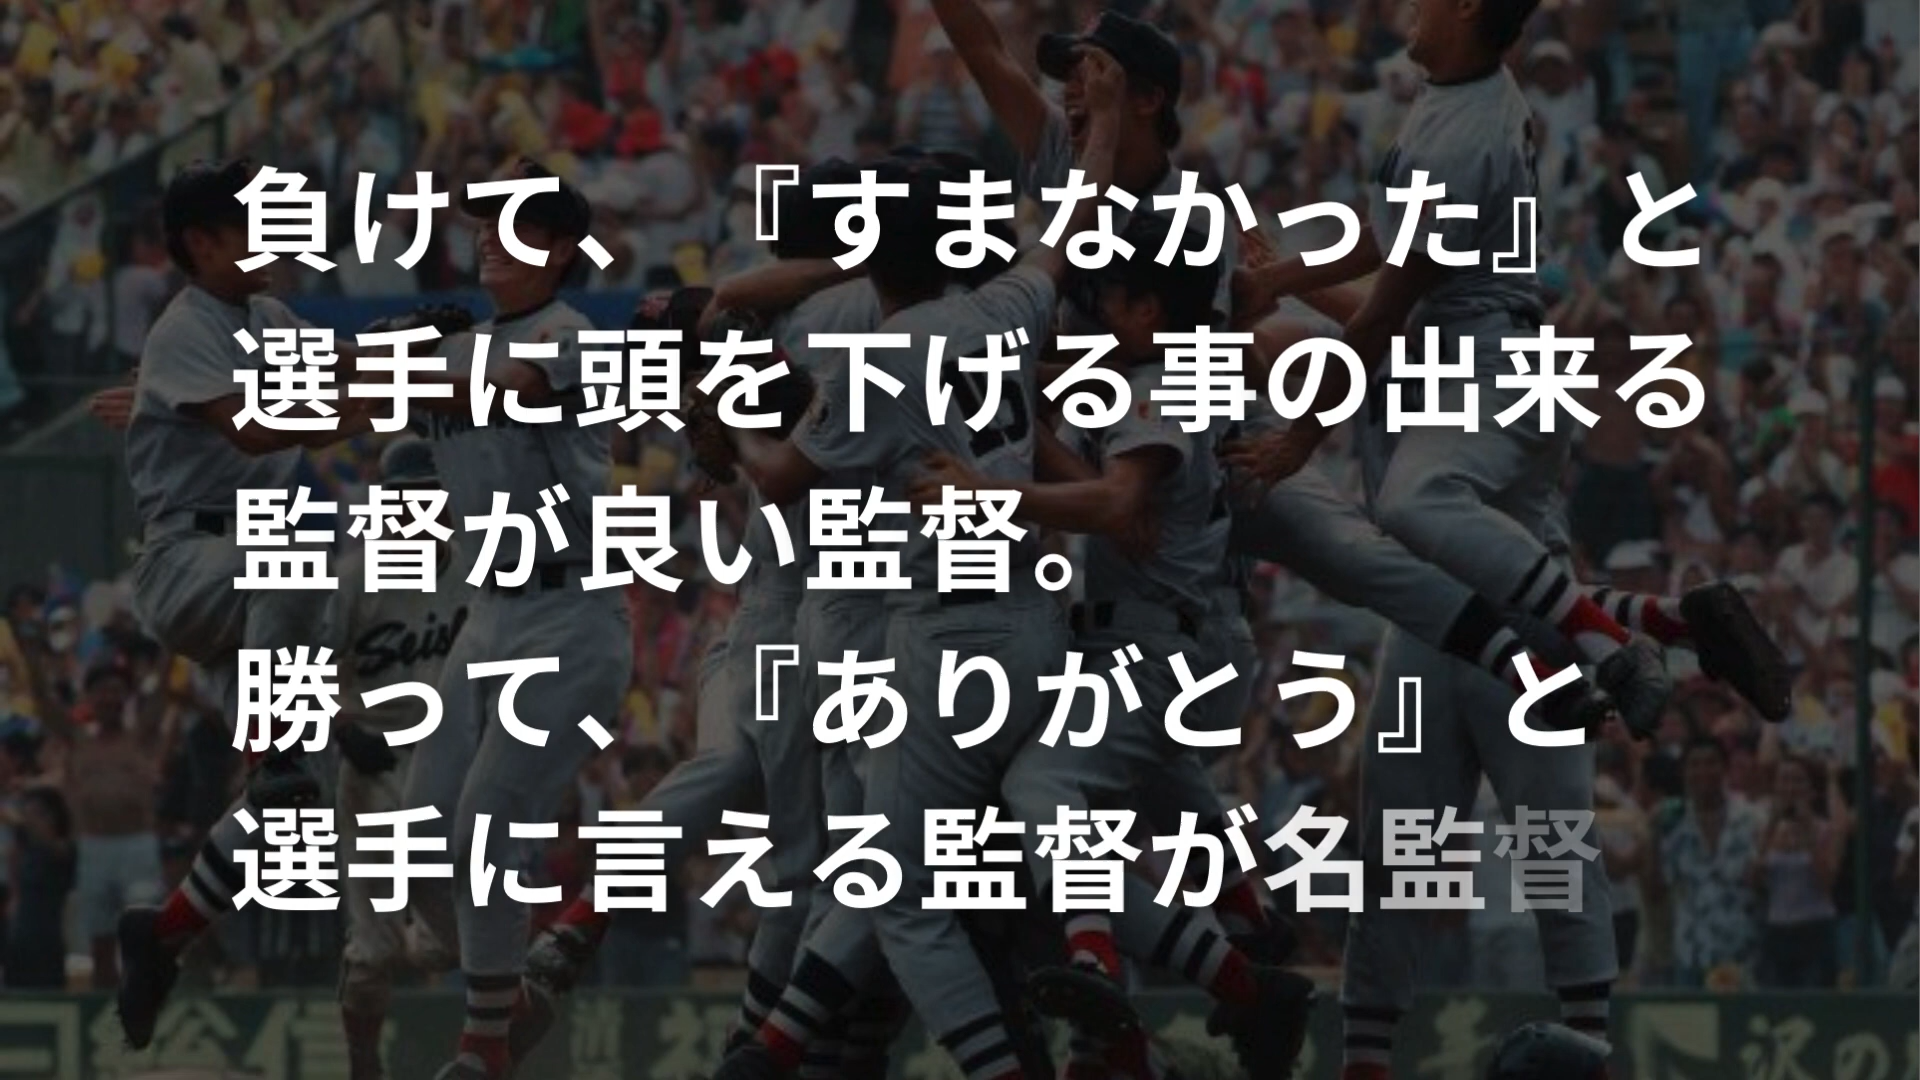 負けて、『すまなかった』と
選手に頭を下げる事の出来る
監督が良い監督。
勝って、『ありがとう』と
選手に言える監督が名監督